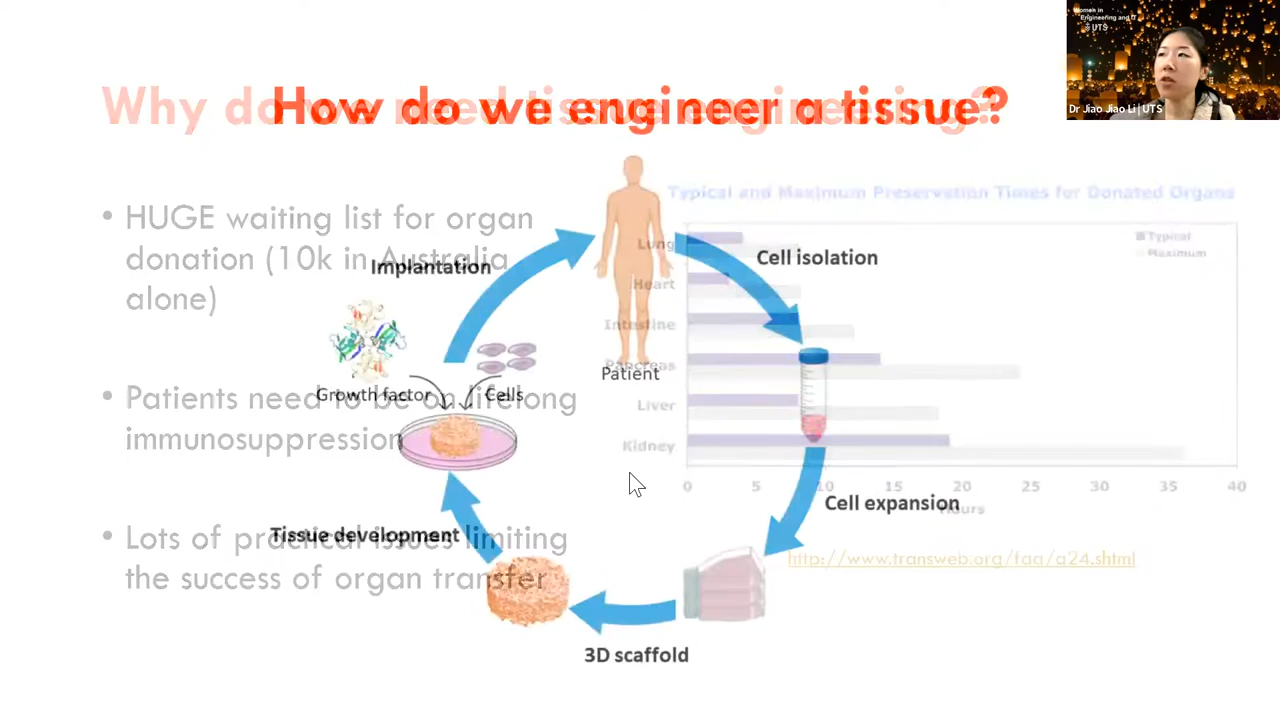 Women in
Engineering and IT
UTS
Dr Jiao Jiao Li | UTS
Why do we need tissue engineering?
How do we engineer a tissue?
• HUGE waiting list for organ
donation (10k in Australia
alone)
• Patients need to be on lifelong
immunosuppression
• Lots of practical issues limiting
the success of organ transfer
Typical and Maximum Preservation Times for Donated Organs
Typical
Maximum
Lung
Heart
Intestine
Pancreas
Liver
Kidney
0 5 10 15 20 25 30 35 40
Hours
http://www.transweb.org/faq/a24.shtml
Implantation
Cell isolation
Patient
Growth factor
Cells
Cell expansion
Tissue development
3D scaffold